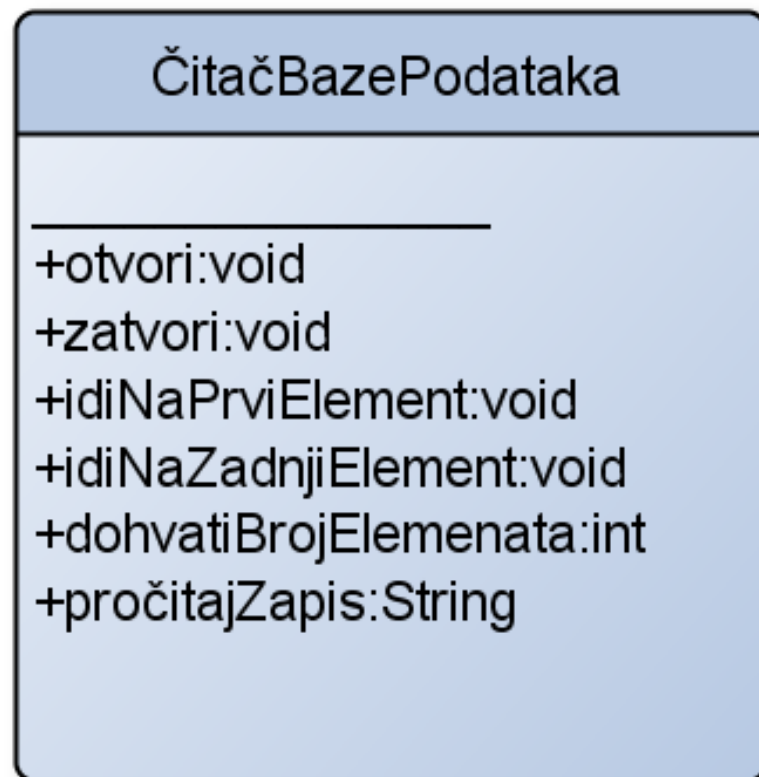 ČitačBazePodataka
+otvori:void
+zatvori:void
+idiNaPrviElement:void
+idiNaZadnjiElement:void
+dohvatiBrojElemenata:int
+pročitajZapis:String